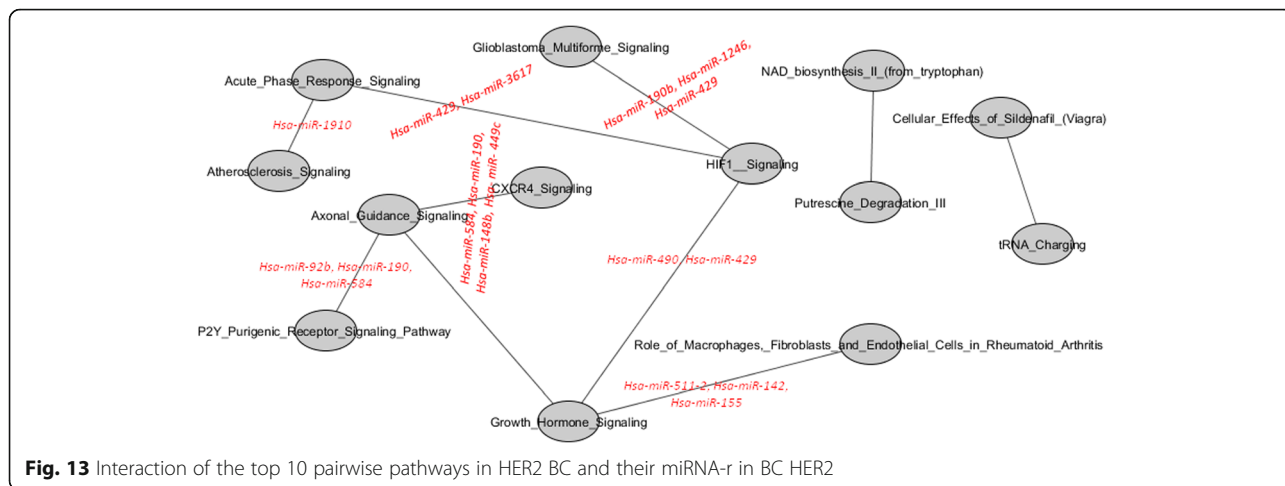 Glioblastoma_Multiforme_Signaling
Acute_Phase_Response_Signaling
NAD_biosynthesis_II_(from_tryptophan)
Hsa-miR-429, Hsa-miR-3617
Hsa-miR-190b, Hsa-miR-1246,
Hsa-miR-429
Cellular_Effects_of_Sildenafil_(Viagra)
Hsa-miR-1910
Atherosclerosis_Signaling
HIF1__Signaling
CXCR4_Signaling
Putrescine_Degradation_III
Axonal_Guidance_Signaling
Hsa-miR-584, Hsa-miR-190,
Hsa-miR-148b, Hsa, miR- 449c
tRNA_Charging
Hsa-miR-92b, Hsa-miR-190,
Hsa-miR-584
Hsa-miR-490, Hsa-miR-429
P2Y_Purigenic_Receptor_Signaling_Pathway
Role_of_Macrophages,_Fibroblasts_and_Endothelial_Cells_in_Rheumatoid_Arthritis
Hsa-miR-511-2, Hsa-miR-142,
Hsa-miR-155
Growth_Hormone_Signaling
Fig. 13 Interaction of the top 10 pairwise pathways in HER2 BC and their miRNA-r in BC HER2